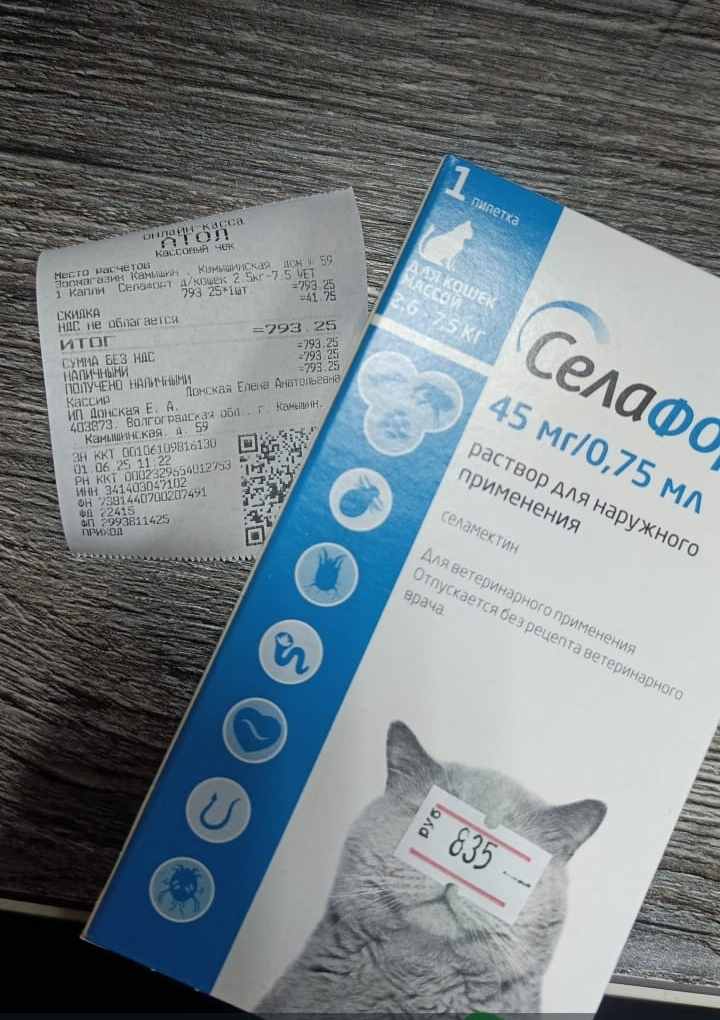 онлайн-касса
АТОЛ
Кассовый чек
Место расчетов
Зоомагазин Камышин , Камышинская дом № 59
1 Капли Селафорт д/кошек 2.5кг-7.5 ЧЕТ
793 25*1шт =793.25
СКИДКА =41.75
НДС не облагается
ИТОГ =793.25
СУММА БЕЗ НДС =793.25
НАЛИЧНЫМИ =793 25
ПОЛУЧЕНО НАЛИЧНЫМИ =793.25
Кассир Донская Елена Анатольевна
ИП Донская Е. А.
403873. Волгоградская обл , г. Камышин,
Камышинская, д. 59
ЗН ККТ 00106109816130
01 06 25 11:22
РН ККТ 0002329654012753
ИНН 341403047102
ФН 7381440700207491
ФД 22415
ФП 2993811425
ПРИХОД
1 пипетка
ДЛЯ КОШЕК
МАССОЙ
2,6 - 7,5 КГ
Селафор
45 мг/0,75 мл
раствор для наружного
применения
селамектин
Для ветеринарного применения
Отпускается без рецепта ветеринарного
врача.
руб
835